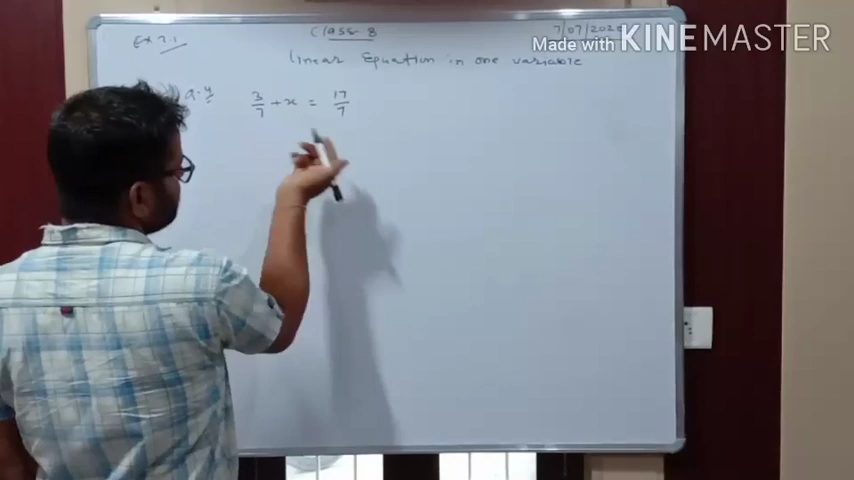 Ex 2.1
Class 8
7/07/202
Made with KINEMASTER
Linear Equation in one variable
Q.4 3/7 + x = 17/7